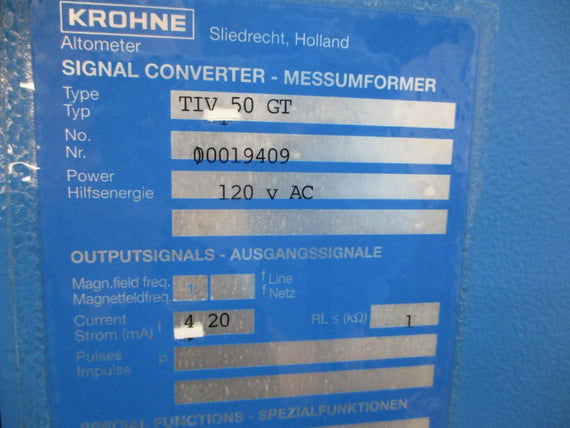 KROHNE
Altometer Sliedrecht, Holland
SIGNAL CONVERTER - MESSUMFORMER
Type
Typ TIV 50 GT
No.
Nr. 00019409
Power
Hilfsenergie 120 v AC
OUTPUTSIGNALS - AUSGANGSSIGNALE
Magn.field freq. 1 f Line
Magnetfeldfreq. f Netz
Current
Strom (mA) I 4 20 RL ≤ (kΩ) 1
Pulses
Impulse P
SPECIAL FUNCTIONS - SPEZIALFUNKTIONEN